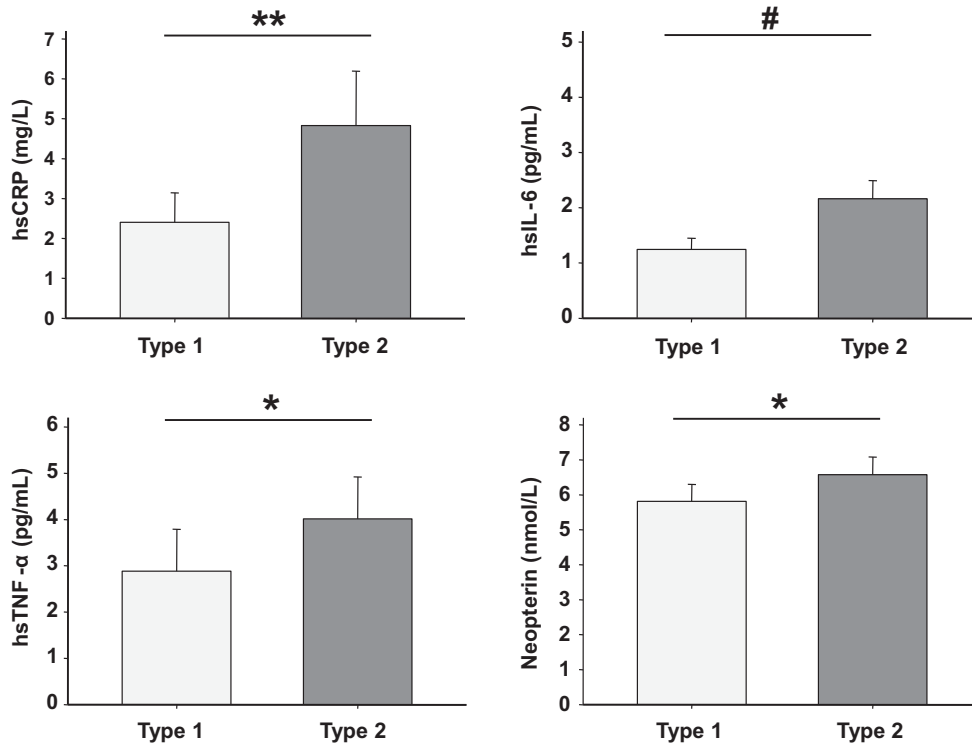 **
7
6
5
4
3
2
1
0
hsCRP (mg/L)
Type 1
Type 2
#
5
4
3
2
1
0
hsIL-6 (pg/mL)
Type 1
Type 2
*
6
5
4
3
2
1
0
hsTNF-α (pg/mL)
Type 1
Type 2
*
8
7
6
5
4
3
2
1
0
Neopterin (nmol/L)
Type 1
Type 2